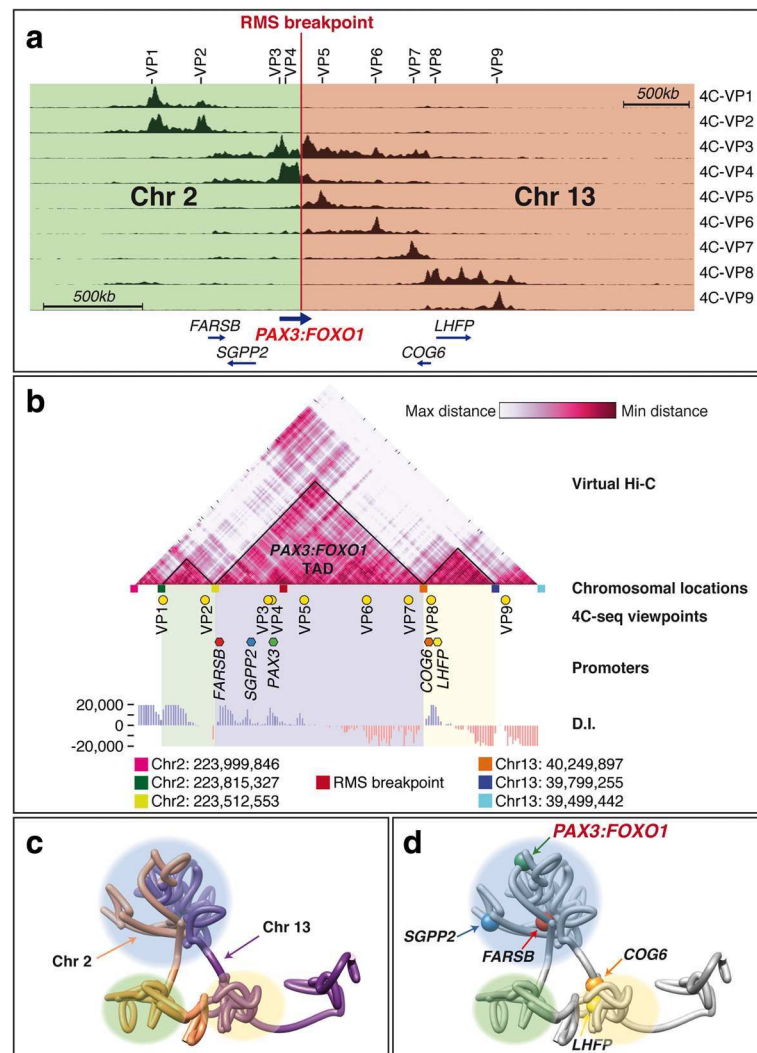 a
RMS breakpoint
VP1
VP2
VP3
VP4
VP5
VP6
VP7
VP8
VP9
500kb
4C-VP1
4C-VP2
4C-VP3
4C-VP4
4C-VP5
4C-VP6
4C-VP7
4C-VP8
4C-VP9
Chr 2
Chr 13
500kb
FARSB
PAX3:FOXO1
LHFP
SGPP2
COG6
b
Max distance
Min distance
Virtual Hi-C
PAX3:FOXO1
TAD
Chromosomal locations
4C-seq viewpoints
VP1
VP2
VP3
VP4
VP5
VP6
VP7
VP8
VP9
Promoters
FARSB
SGPP2
PAX3
COG6
LHFP
20,000
0
-20,000
D.I.
Chr2: 223,999,846
Chr2: 223,815,327
Chr2: 223,512,553
RMS breakpoint
Chr13: 40,249,897
Chr13: 39,799,255
Chr13: 39,499,442
c
Chr 2
Chr 13
d
PAX3:FOXO1
SGPP2
FARSB
COG6
LHFP